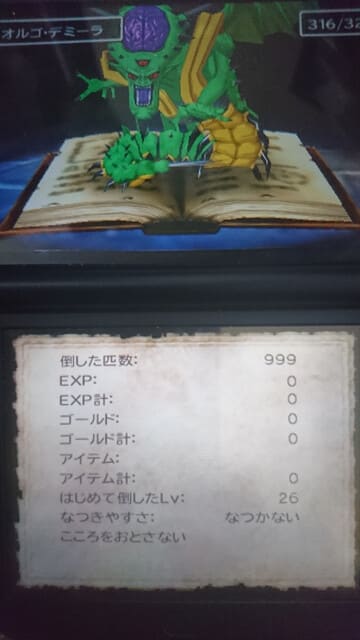 オルゴ・デミーラ
316/32
倒した匹数: 999
EXP: 0
EXP計: 0
ゴールド: 0
ゴールド計: 0
アイテム:
アイテム計: 0
はじめて倒したLv: 26
なつきやすさ: なつかない
こころをおとさない